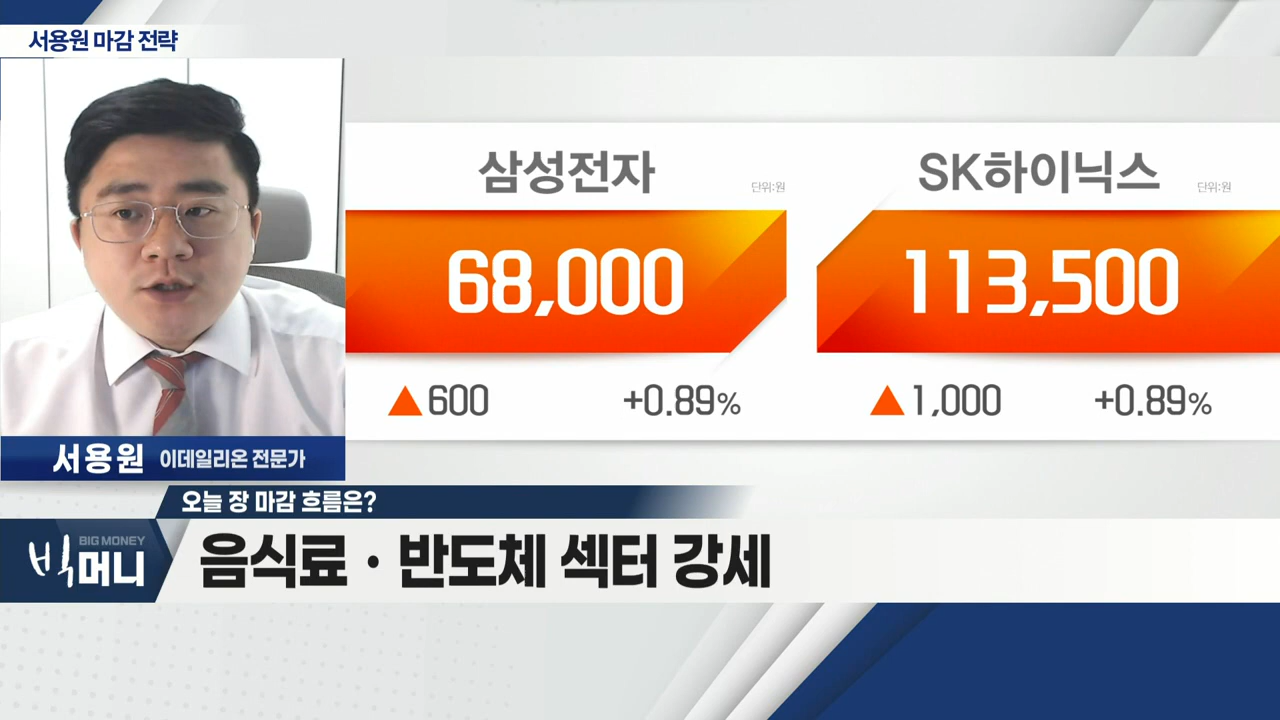 서용원 마감 전략
삼성전자
단위:원
68,000
▲600 +0.89%
SK하이닉스
단위:원
113,500
▲1,000 +0.89%
서용원 이데일리온 전문가
오늘 장 마감 흐름은?
BIG MONEY
빅머니
음식료·반도체 섹터 강세